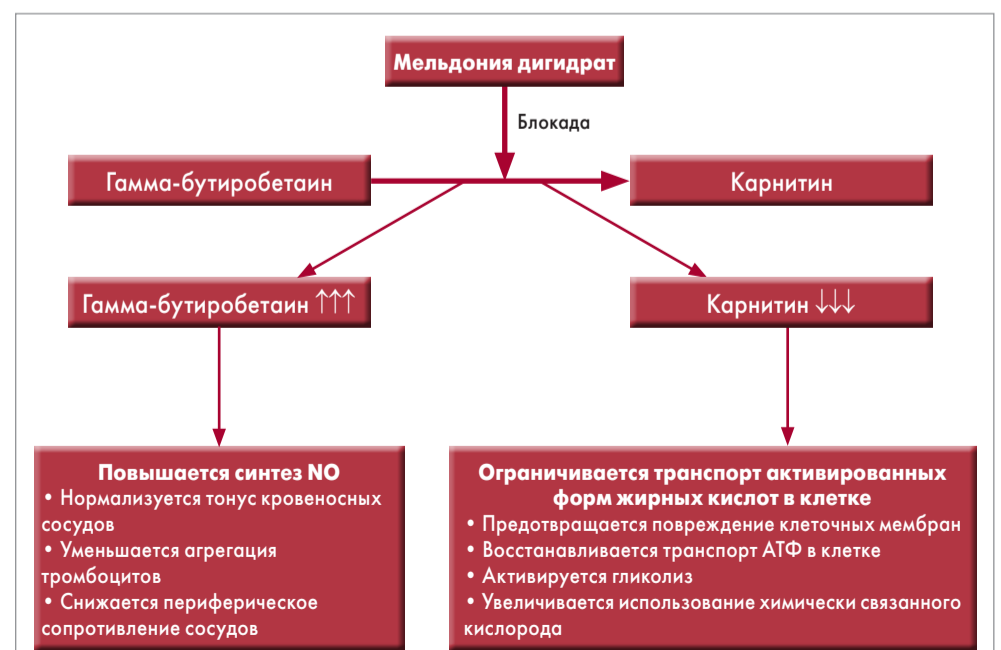 Мельдония дигидрат
Блокада
Гамма-бутиробетаин
Карнитин
Гамма-бутиробетаин ↑↑↑
Карнитин ↓↓↓
Повышается синтез NO
• Нормализуется тонус кровеносных
сосудов
• Уменьшается агрегация
тромбоцитов
• Снижается периферическое
сопротивление сосудов
Ограничивается транспорт активированных
форм жирных кислот в клетке
• Предотвращается повреждение клеточных мембран
• Восстанавливается транспорт АТФ в клетке
• Активируется гликолиз
• Увеличивается использование химически связанного
кислорода